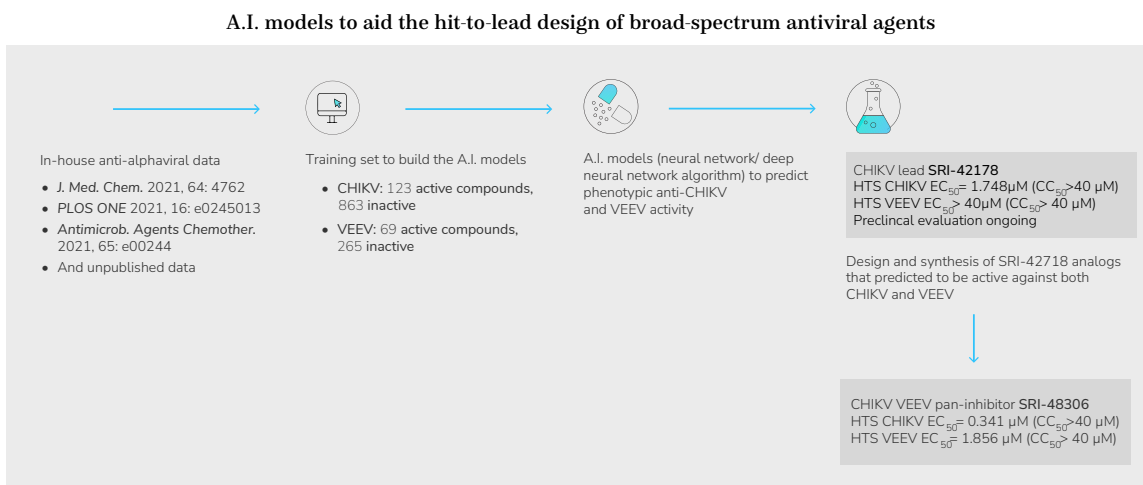 A.I. models to aid the hit-to-lead design of broad-spectrum antiviral agents
In-house anti-alphaviral data
• J. Med. Chem. 2021, 64: 4762
• PLOS ONE 2021, 16: e0245013
• Antimicrob. Agents Chemother.
2021, 65: e00244
• And unpublished data
Training set to build the A.I. models
• CHIKV: 123 active compounds,
863 inactive
• VEEV: 69 active compounds,
265 inactive
A.I. models (neural network/ deep
neural network algorithm) to predict
phenotypic anti-CHIKV
and VEEV activity
CHIKV lead SRI-42178
HTS CHIKV EC50= 1.748µM (CC50>40 µM)
HTS VEEV EC50> 40µM (CC50> 40 µM)
Preclincal evaluation ongoing
Design and synthesis of SRI-42718 analogs
that predicted to be active against both
CHIKV and VEEV
CHIKV VEEV pan-inhibitor SRI-48306
HTS CHIKV EC50= 0.341 µM (CC50>40 µM)
HTS VEEV EC50= 1.856 µM (CC50> 40 µM)